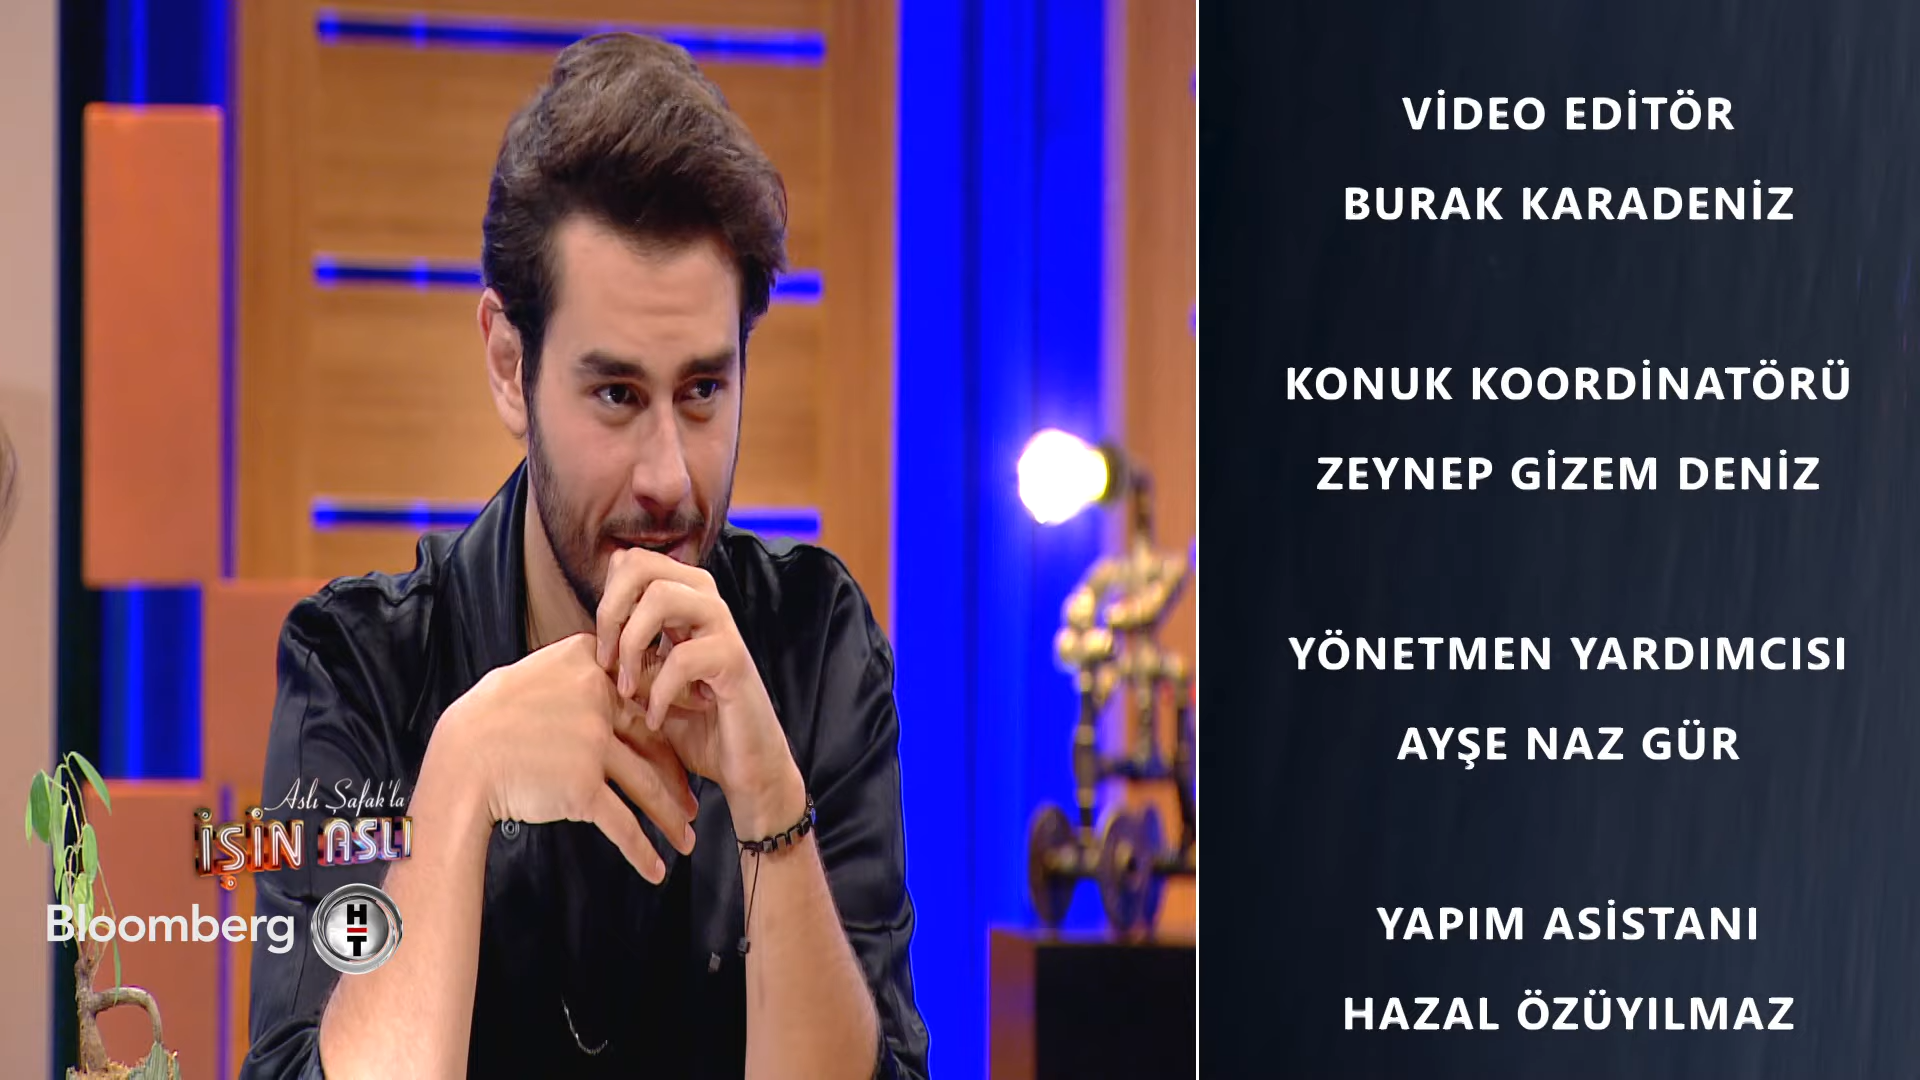 Aslı Şafak'la
İŞİN ASLI
Bloomberg HT
VİDEO EDİTÖR
BURAK KARADENİZ
KONUK KOORDİNATÖRÜ
ZEYNEP GİZEM DENİZ
YÖNETMEN YARDIMCISI
AYŞE NAZ GÜR
YAPIM ASİSTANI
HAZAL ÖZÜYILMAZ